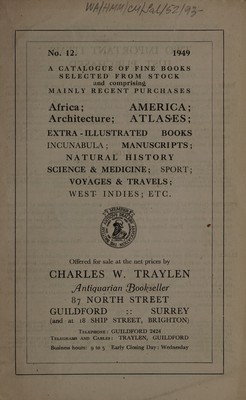 No. 12. 1949
A CATALOGUE OF FINE BOOKS
SELECTED FROM STOCK
and comprising
MAINLY RECENT PURCHASES
Africa; AMERICA;
Architecture; ATLASES;
EXTRA-ILLUSTRATED BOOKS
INCUNABULA; MANUSCRIPTS;
NATURAL HISTORY
SCIENCE & MEDICINE; SPORT;
VOYAGES & TRAVELS;
WEST INDIES; ETC.
Offered for sale at the net prices by
CHARLES W. TRAYLEN
Antiquarian Bookseller
87 NORTH STREET
GUILDFORD :: SURREY
(and at 18 SHIP STREET, BRIGHTON)
TELEPHONE: GUILDFORD 2424
TELEGRAMS AND CABLES: TRAYLEN, GUILDFORD
Business hours: 9 to 5 Early Closing Day: Wednesday